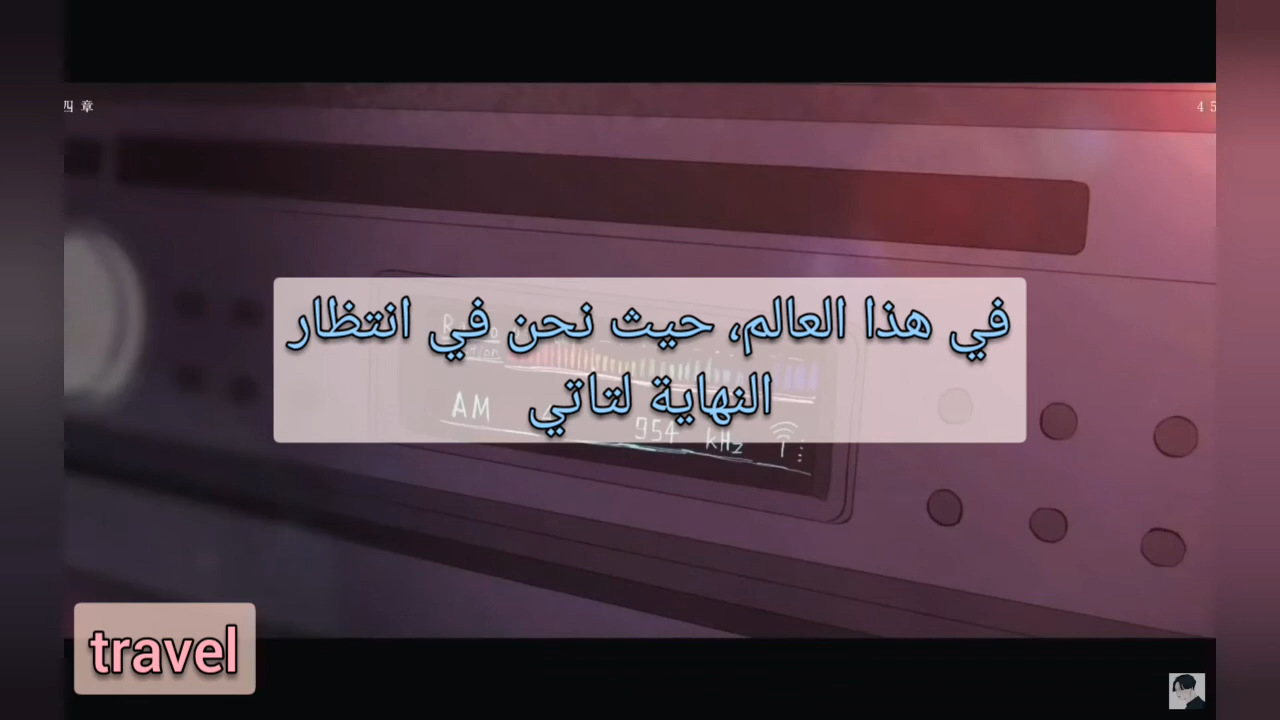 四章
45
في هذا العالم، حيث نحن في انتظار
النهاية لتاتي
AM
954 kHz
travel